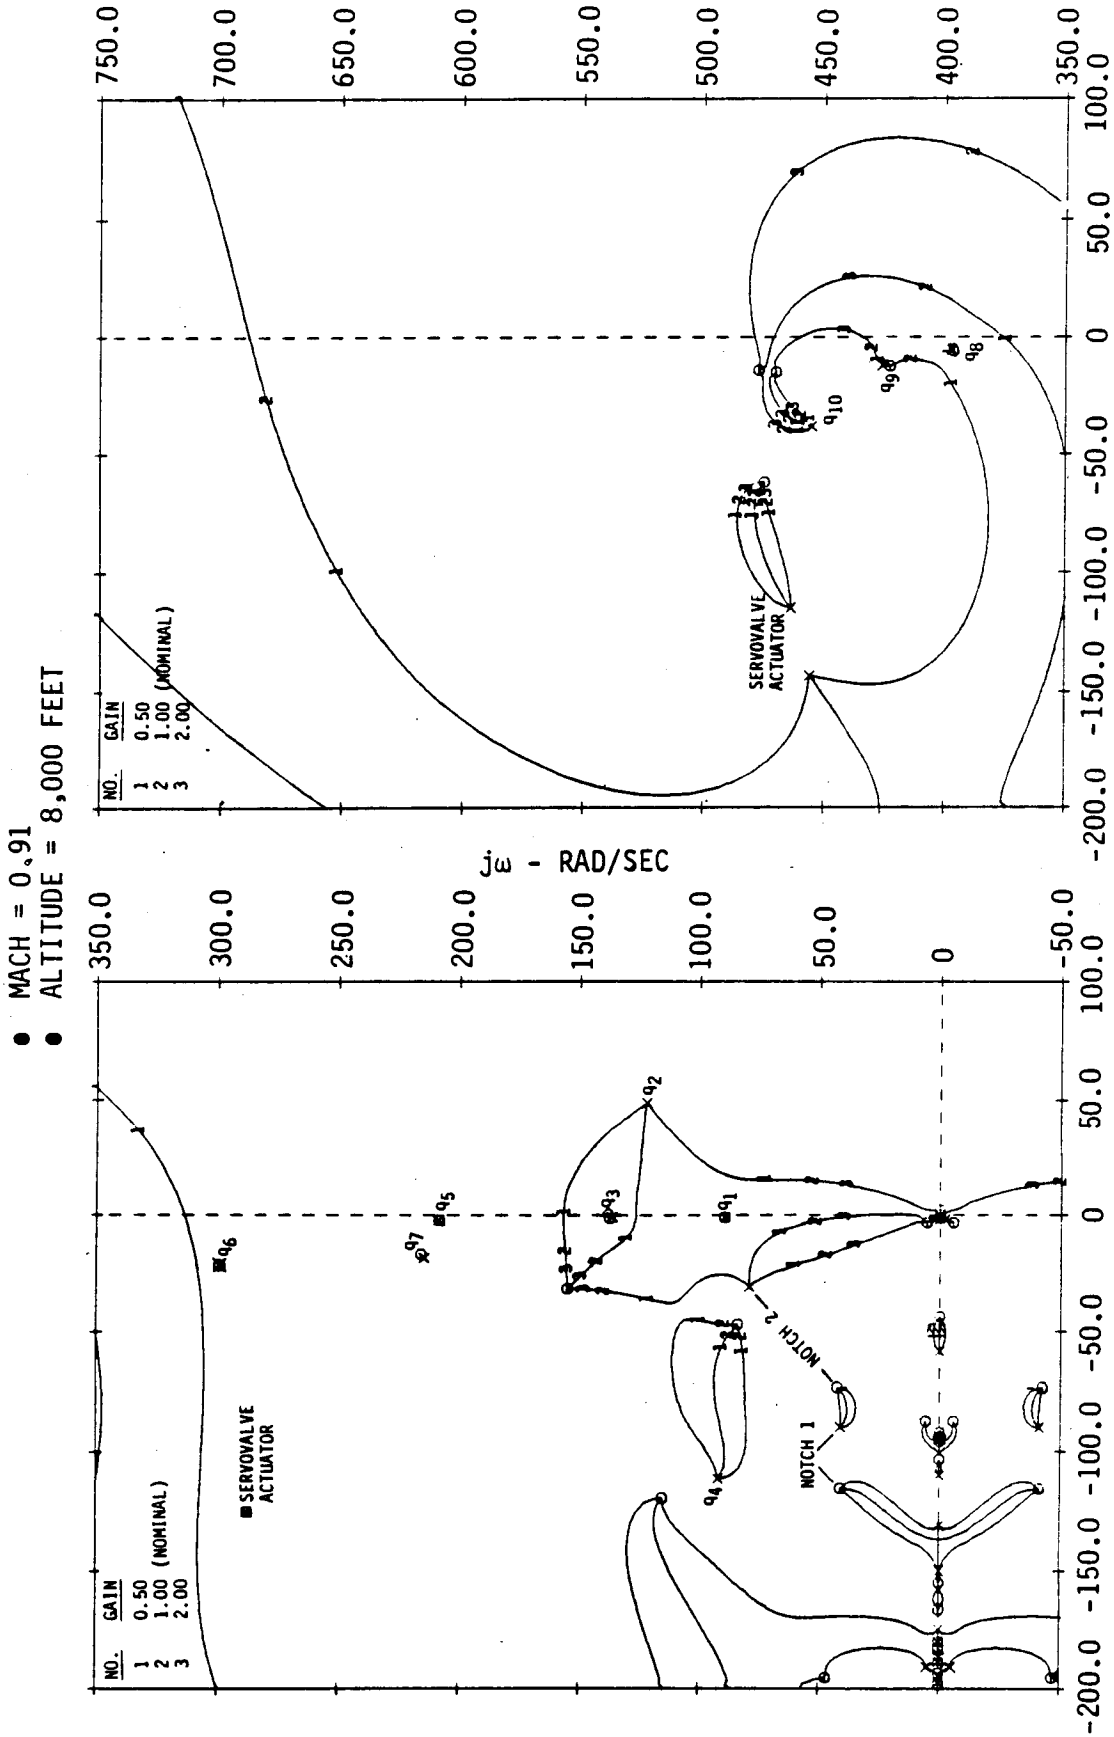 • MACH = 0.91
• ALTITUDE = 8,000 FEET
NO. GAIN
1 0.50
2 1.00 (NOMINAL)
3 2.00
SERVOVALVE
ACTUATOR
q6
q7
q5
q3
q2
q1
q4
NOTCH 2
NOTCH 1
350.0
300.0
250.0
200.0
150.0
100.0
50.0
0
-50.0
-200.0 -150.0 -100.0 -50.0 0 50.0 100.0
jω - RAD/SEC
NO. GAIN
1 0.50
2 1.00 (NOMINAL)
3 2.00
SERVOVALVE
ACTUATOR
q10
q9
q8
750.0
700.0
650.0
600.0
550.0
500.0
450.0
400.0
350.0
-200.0 -150.0 -100.0 -50.0 0 50.0 100.0